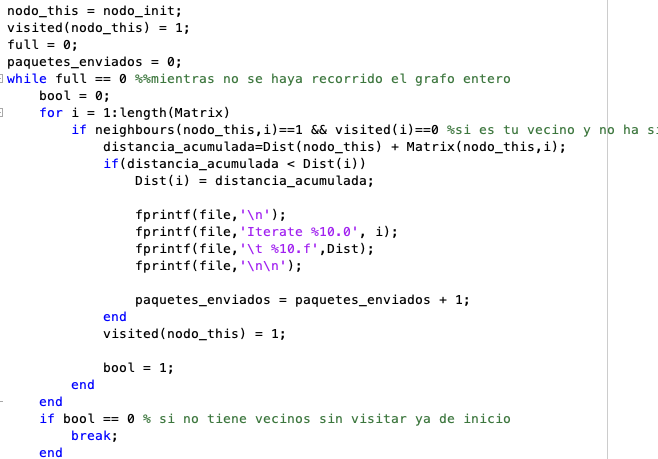 nodo_this = nodo_init;
visited(nodo_this) = 1;
full = 0;
paquetes_enviados = 0;
while full == 0 %%mientras no se haya recorrido el grafo entero
    bool = 0;
    for i = 1:length(Matrix)
        if neighbours(nodo_this,i)==1 && visited(i)==0 %si es tu vecino y no ha si
            distancia_acumulada=Dist(nodo_this) + Matrix(nodo_this,i);
            if(distancia_acumulada < Dist(i))
                Dist(i) = distancia_acumulada;
                fprintf(file,'\n');
                fprintf(file,'Iterate %10.0', i);
                fprintf(file,'\t %10.f',Dist);
                fprintf(file,'\n\n');
                paquetes_enviados = paquetes_enviados + 1;
            end
            visited(nodo_this) = 1;
            bool = 1;
        end
    end
    if bool == 0 % si no tiene vecinos sin visitar ya de inicio
        break;
    end